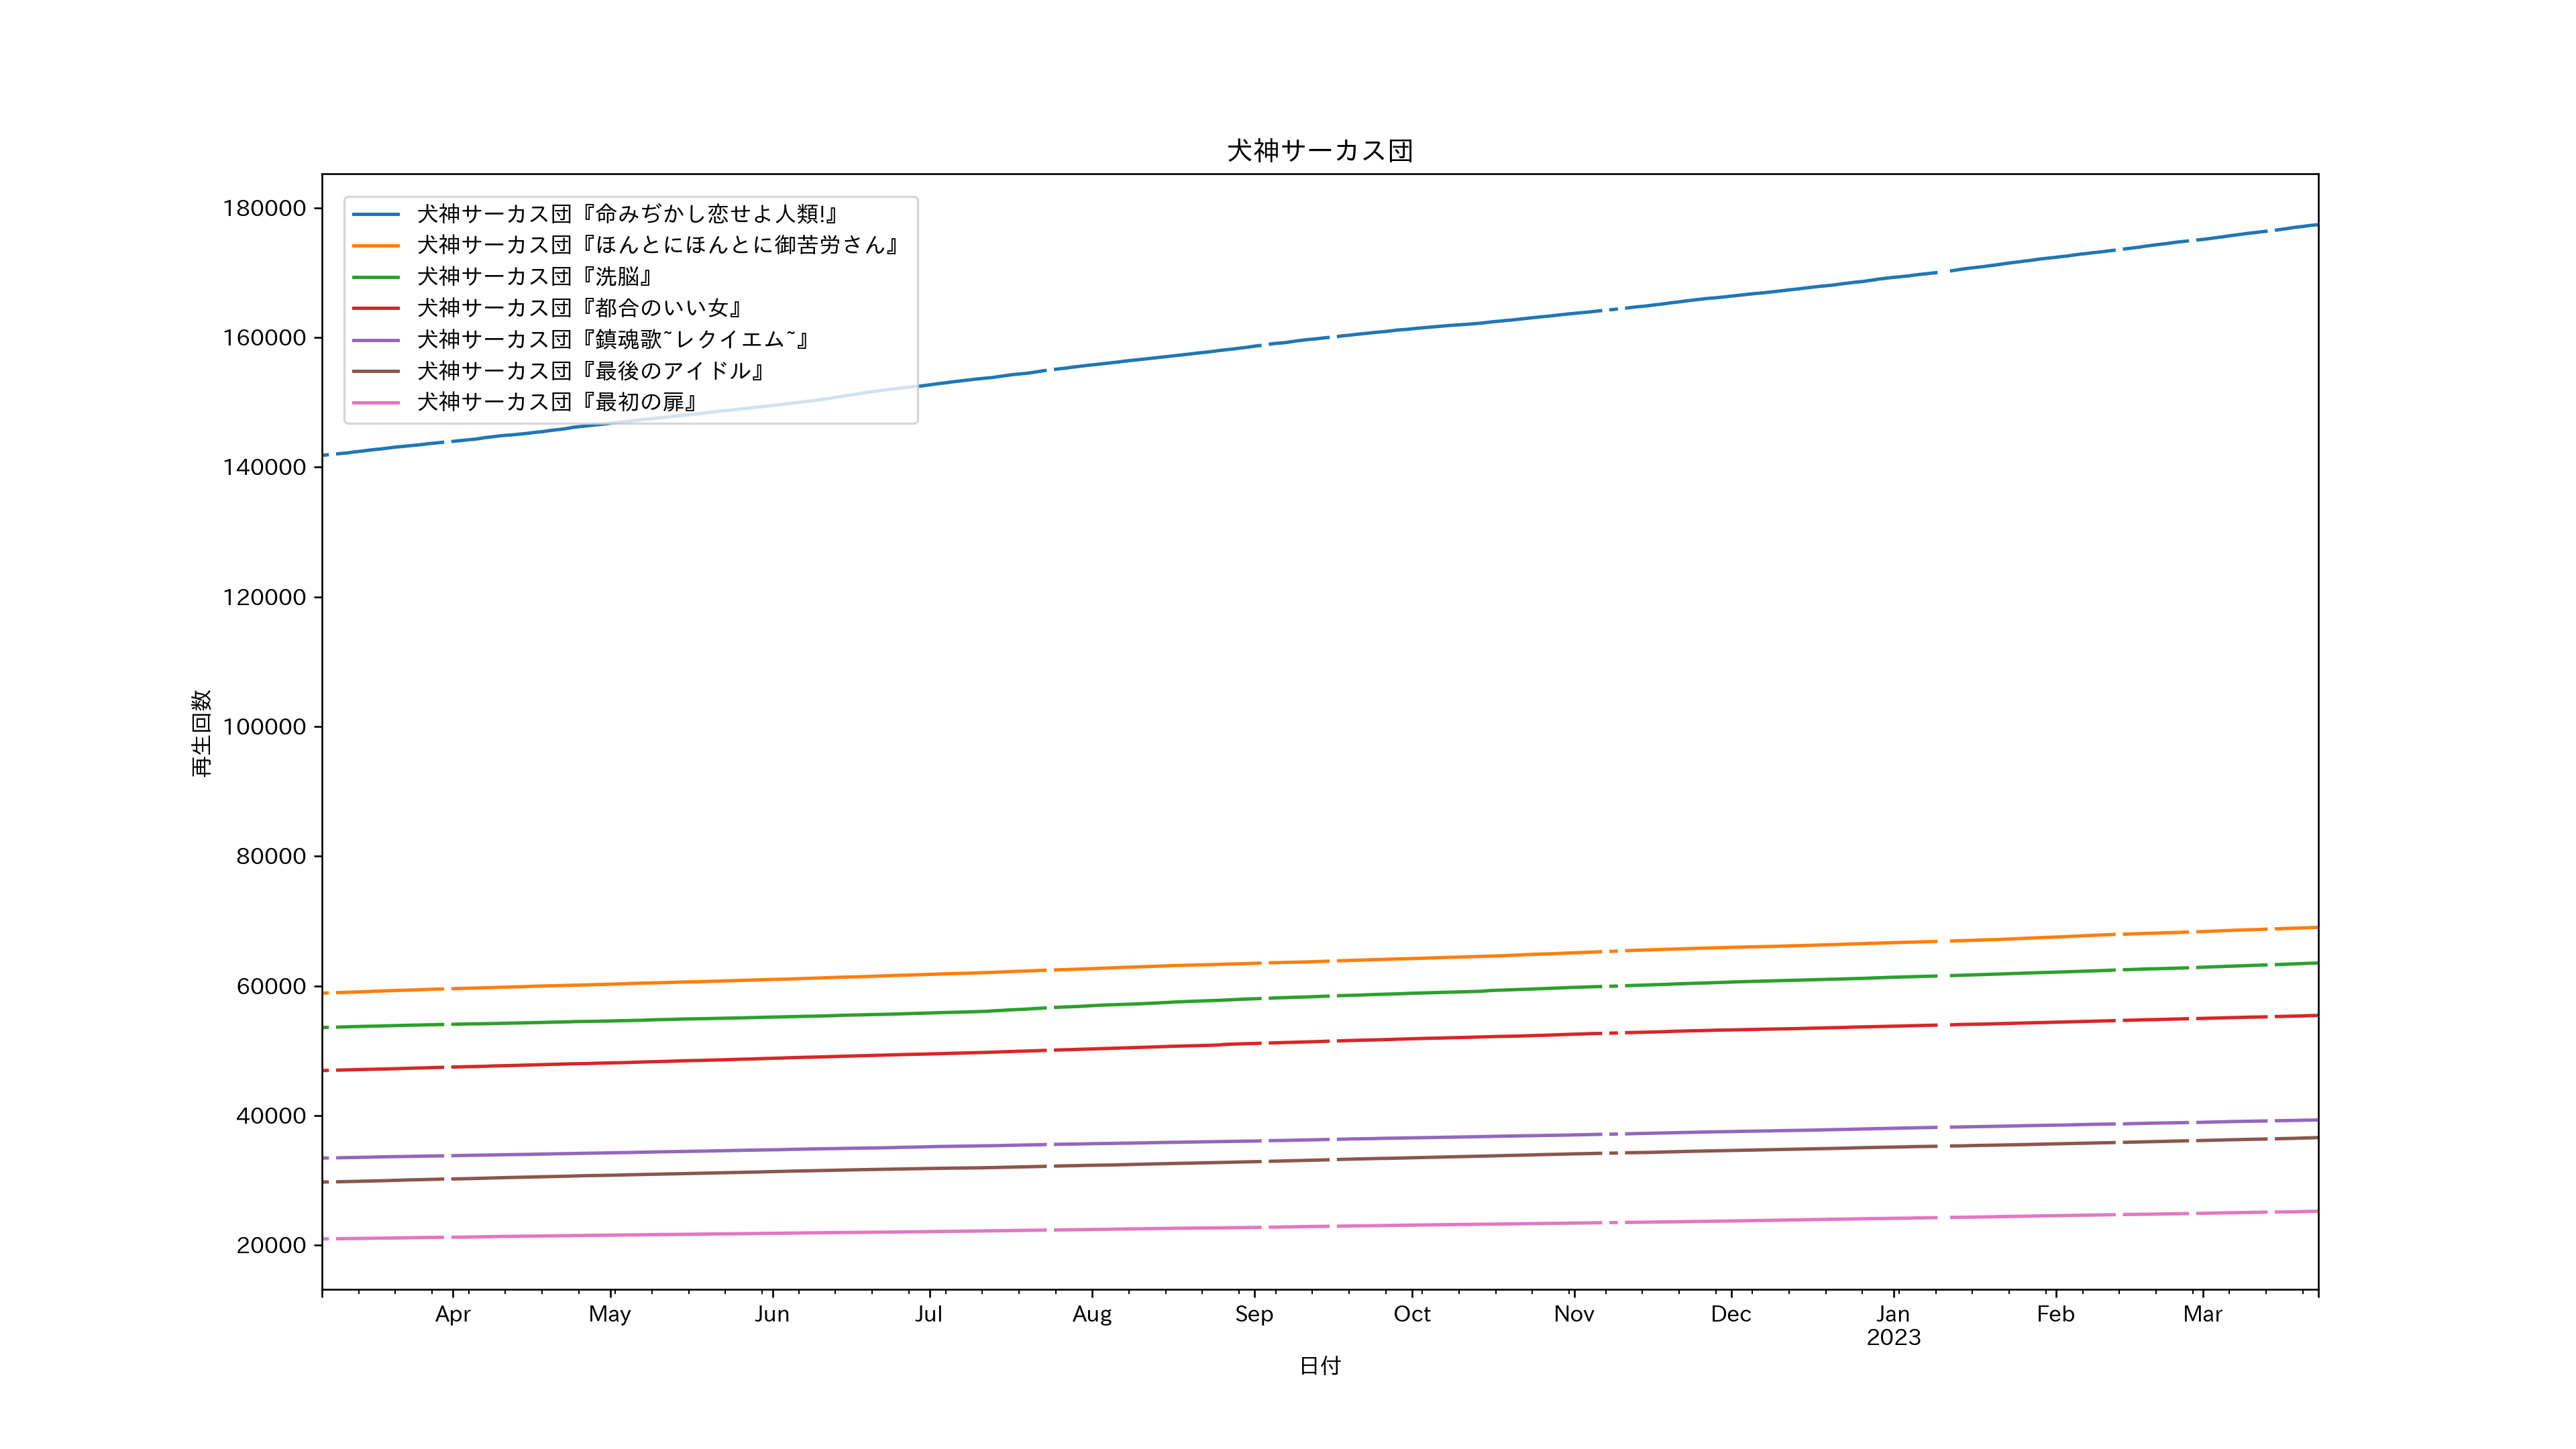 犬神サーカス団
犬神サーカス団『命みぢかし恋せよ人類!』
犬神サーカス団『ほんとにほんとに御苦労さん』
犬神サーカス団『洗脳』
犬神サーカス団『都合のいい女』
犬神サーカス団『鎮魂歌~レクイエム~』
犬神サーカス団『最後のアイドル』
犬神サーカス団『最初の扉』
再生回数
180000
160000
140000
120000
100000
80000
60000
40000
20000
Apr May Jun Jul Aug Sep Oct Nov Dec Jan Feb Mar
2023
日付